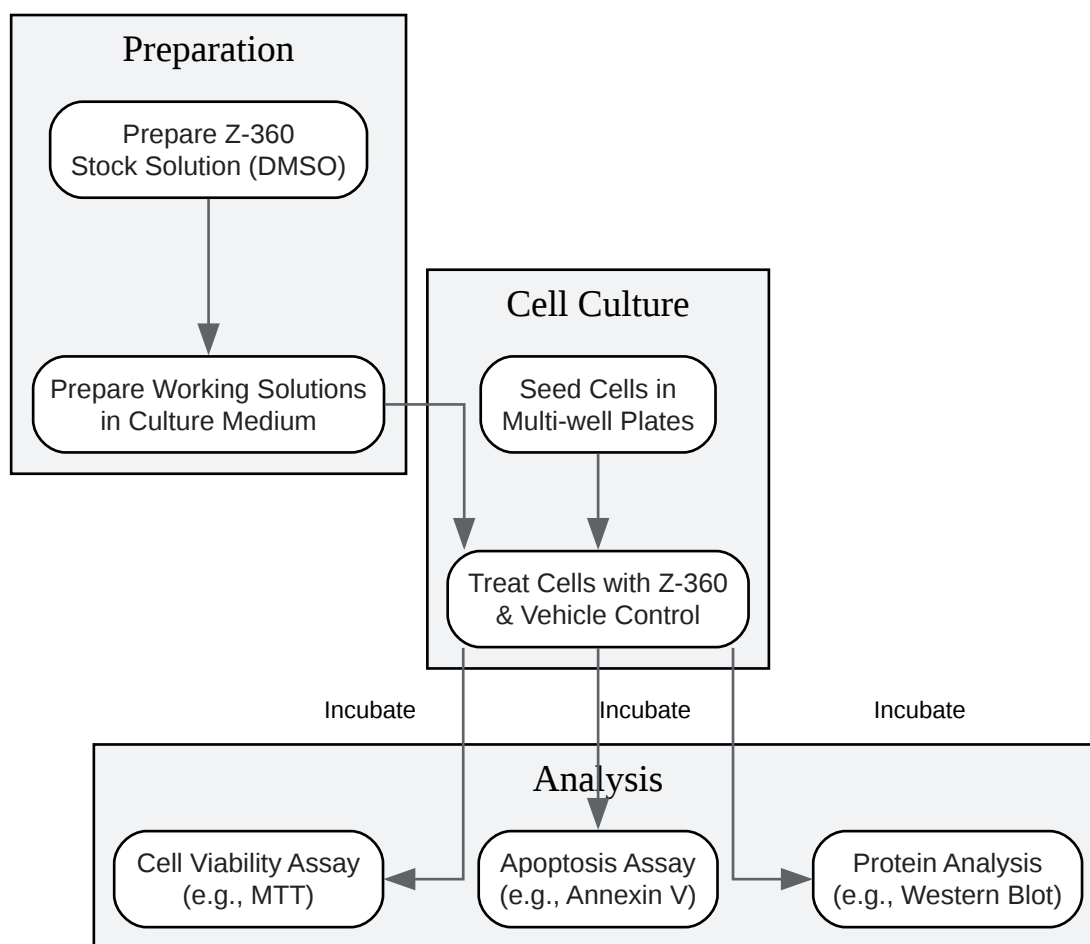 Preparation
Prepare Z-360
Stock Solution (DMSO)
Prepare Working Solutions
in Culture Medium
Cell Culture
Seed Cells in
Multi-well Plates
Treat Cells with Z-360
& Vehicle Control
Incubate
Incubate
Incubate
Analysis
Cell Viability Assay
(e.g., MTT)
Apoptosis Assay
(e.g., Annexin V)
Protein Analysis
(e.g., Western Blot)